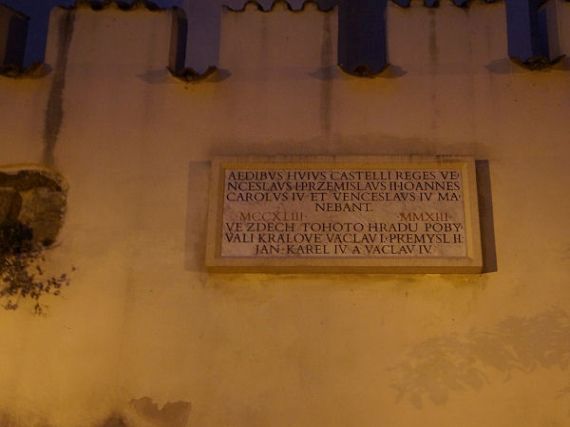 AEDIBVS HVIVS CASTELLI REGES VE·
NCESLAVS I·PRZEMISLAVS II·IOANNES
CAROLVS IV·ET VENCESLAVS IV MA·
NEBANT.
MCCXLIII· ·MMXIII·
VE ZDECH TOHOTO HRADU POBÝ·
VALI KRÁLOVÉ VÁCLAV I·PŘEMYSL II·
JAN·KAREL IV A VÁCLAV IV·